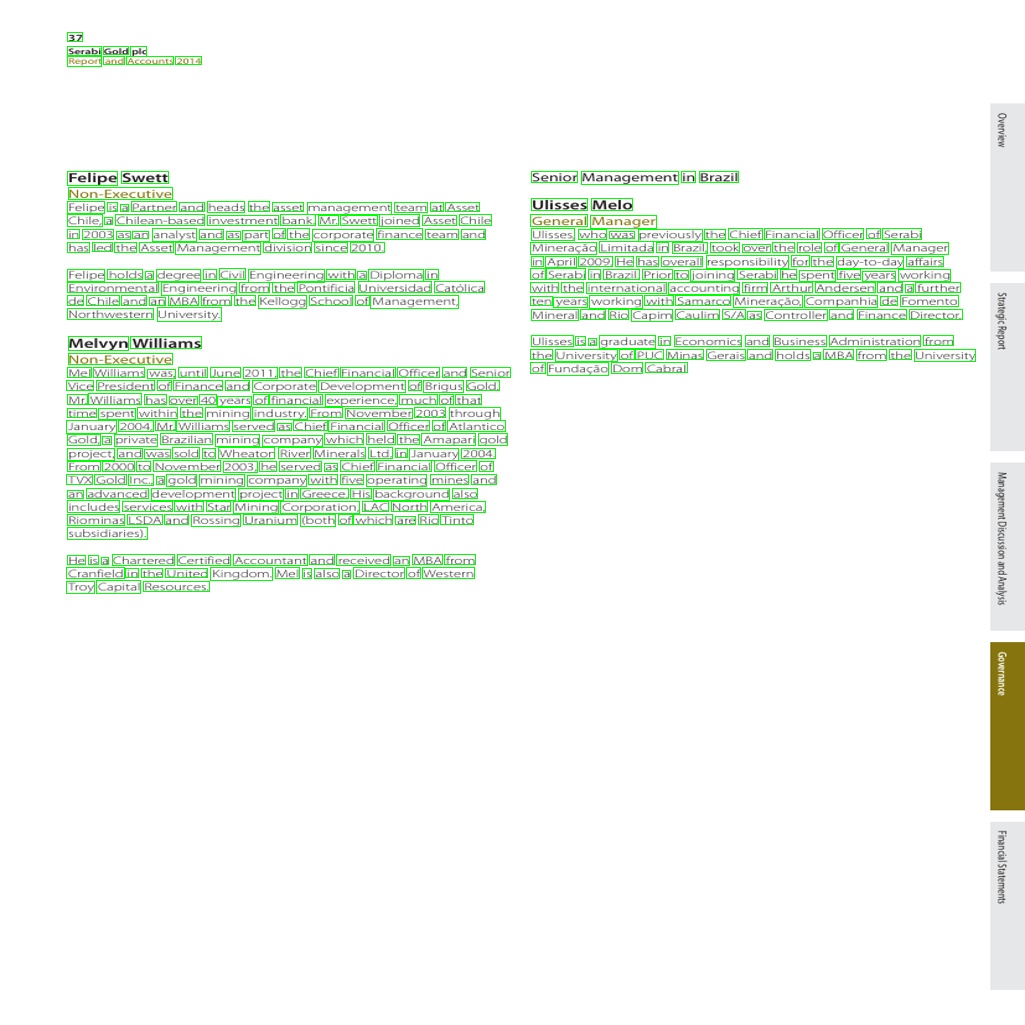 37
Serabi Gold plc
Report and Accounts 2014
Felipe Swett
Non-Executive
Felipe is a Partner and heads the asset management team at Asset
Chile, a Chilean-based investment bank. Mr. Swett joined Asset Chile
in 2003 as an analyst and as part of the corporate finance team and
has led the Asset Management division since 2010.
Felipe holds a degree in Civil Engineering with a Diploma in
Environmental Engineering from the Pontificia Universidad Católica
de Chile and an MBA from the Kellogg School of Management,
Northwestern University.
Melvyn Williams
Non-Executive
Mel Williams was, until June 2011, the Chief Financial Officer and Senior
Vice President of Finance and Corporate Development of Brigus Gold.
Mr. Williams has over 40 years of financial experience, much of that
time spent within the mining industry. From November 2003 through
January 2004, Mr. Williams served as Chief Financial Officer of Atlantico
Gold, a private Brazilian mining company which held the Amapari gold
project, and was sold to Wheaton River Minerals Ltd. in January 2004.
From 2000 to November 2003, he served as Chief Financial Officer of
TVX Gold Inc., a gold mining company with five operating mines and
an advanced development project in Greece. His background also
includes services with Star Mining Corporation, LAC North America,
Riominas LSDA and Rossing Uranium (both of which are Rio Tinto
subsidiaries).
He is a Chartered Certified Accountant and received an MBA from
Cranfield in the United Kingdom. Mel is also a Director of Western
Troy Capital Resources.
Senior Management in Brazil
Ulisses Melo
General Manager
Ulisses, who was previously the Chief Financial Officer of Serabi
Mineração Limitada in Brazil, took over the role of General Manager
in April 2009. He has overall responsibility for the day-to-day affairs
of Serabi in Brazil. Prior to joining Serabi he spent five years working
with the international accounting firm Arthur Andersen and a further
ten years working with Samarco Mineração, Companhia de Fomento
Mineral and Rio Capim Caulim S/A as Controller and Finance Director.
Ulisses is a graduate in Economics and Business Administration from
the University of PUC Minas Gerais and holds a MBA from the University
of Fundação Dom Cabral.
Overview
Strategic Report
Management Discussion and Analysis
Governance
Financial Statements